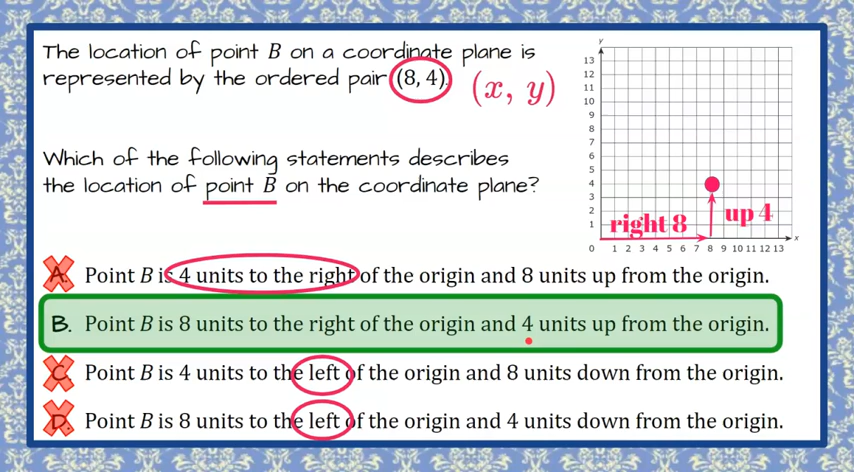 The location of point B on a coordinate plane is
represented by the ordered pair (8, 4). (x, y)
Which of the following statements describes
the location of point B on the coordinate plane?
y
13
12
11
10
9
8
7
6
5
4
3
2
1
right 8 up 4
0 1 2 3 4 5 6 7 8 9 10 11 12 13 x
A. Point B is 4 units to the right of the origin and 8 units up from the origin.
B. Point B is 8 units to the right of the origin and 4 units up from the origin.
C. Point B is 4 units to the left of the origin and 8 units down from the origin.
D. Point B is 8 units to the left of the origin and 4 units down from the origin.